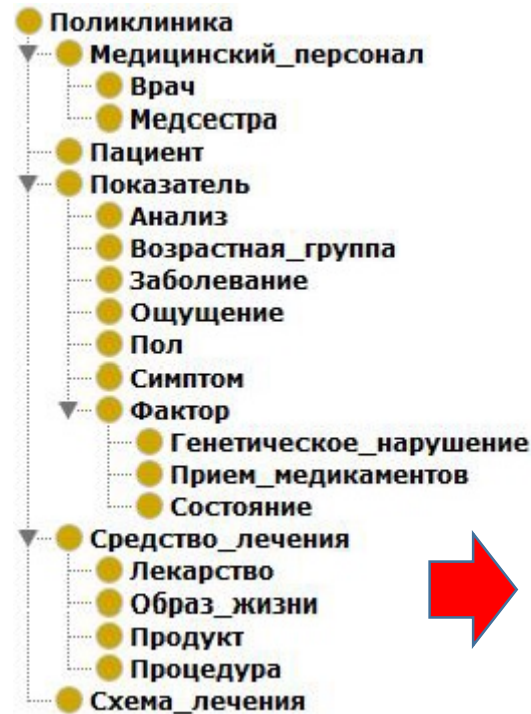 Поликлиника
Медицинский_персонал
Врач
Медсестра
Пациент
Показатель
Анализ
Возрастная_группа
Заболевание
Ощущение
Пол
Симптом
Фактор
Генетическое_нарушение
Прием_медикаментов
Состояние
Средство_лечения
Лекарство
Образ_жизни
Продукт
Процедура
Схема_лечения